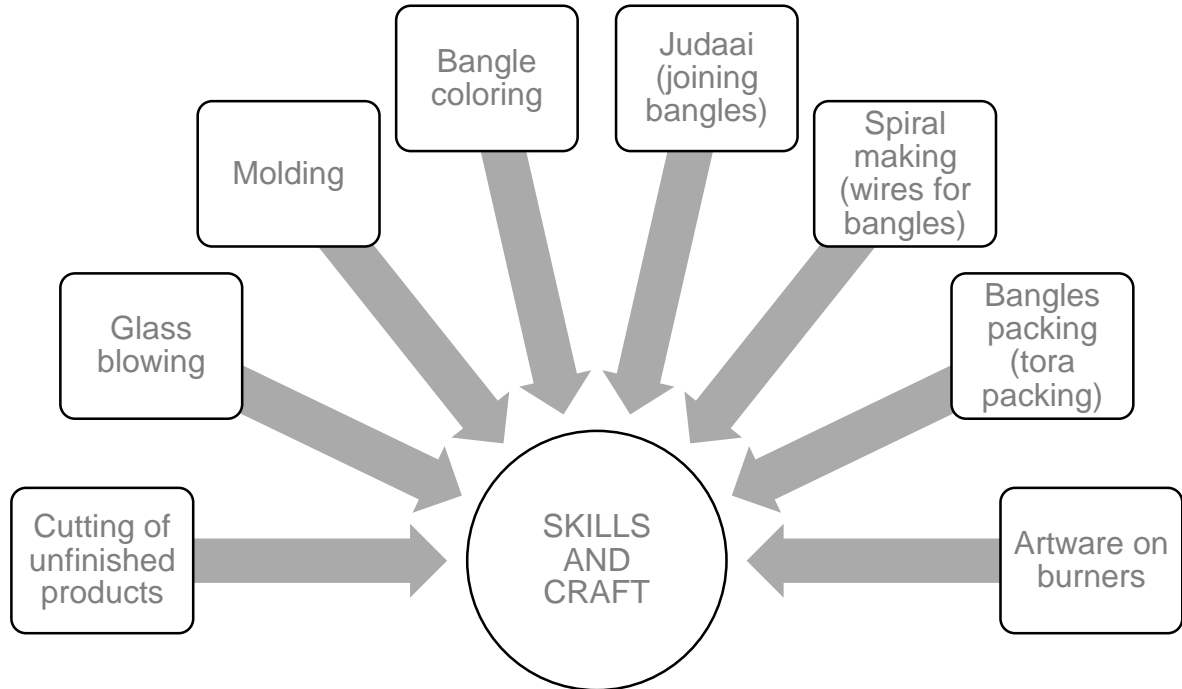 Bangle
coloring
Judaai
(joining
bangles)
Molding
Spiral
making
(wires for
bangles)
Glass
blowing
Bangles
packing
(tora
packing)
Cutting of
unfinished
products
SKILLS
AND
CRAFT
Artware on
burners